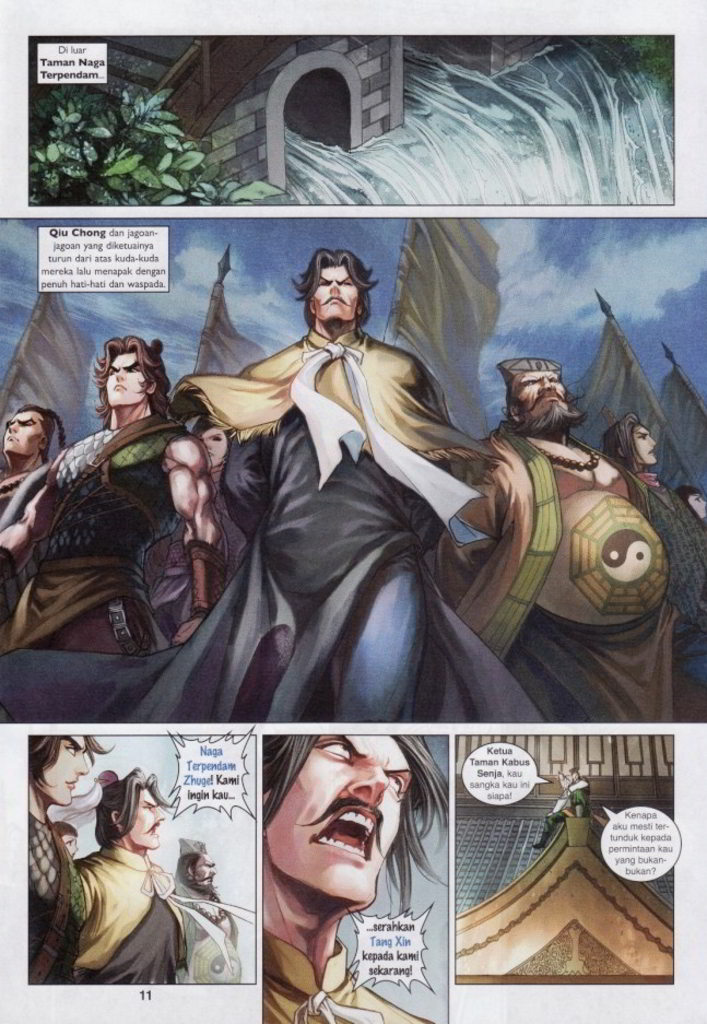 Di luar
Taman Naga
Terpendam...
Qiu Chong dan jagoan-
jagoan yang diketuainya
turun dari atas kuda-kuda
mereka lalu menapak dengan
penuh hati-hati dan waspada.
Naga
Terpendam
Zhuge! Kami
ingin kau...
...serahkan
Tang Xin
kepada kami
sekarang!
Ketua
Taman Kabus
Senja, kau
sangka kau ini
siapa!
Kenapa
aku mesti ter-
tunduk kepada
permintaan kau
yang bukan-
bukan?
11